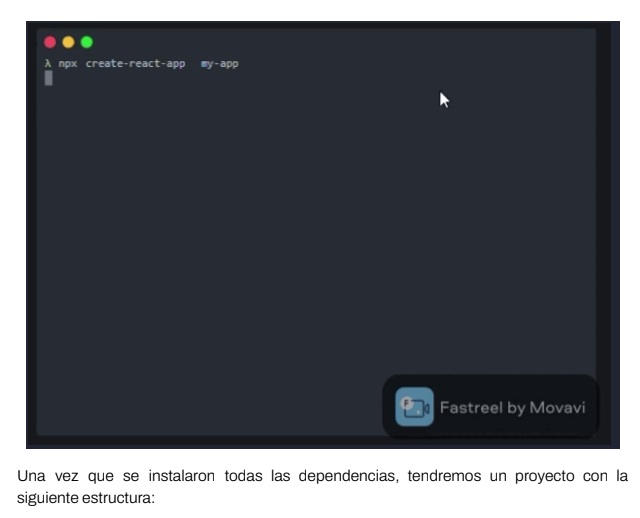 λ npx create-react-app my-app
Fastreel by Movavi
Una vez que se instalaron todas las dependencias, tendremos un proyecto con la
siguiente estructura: